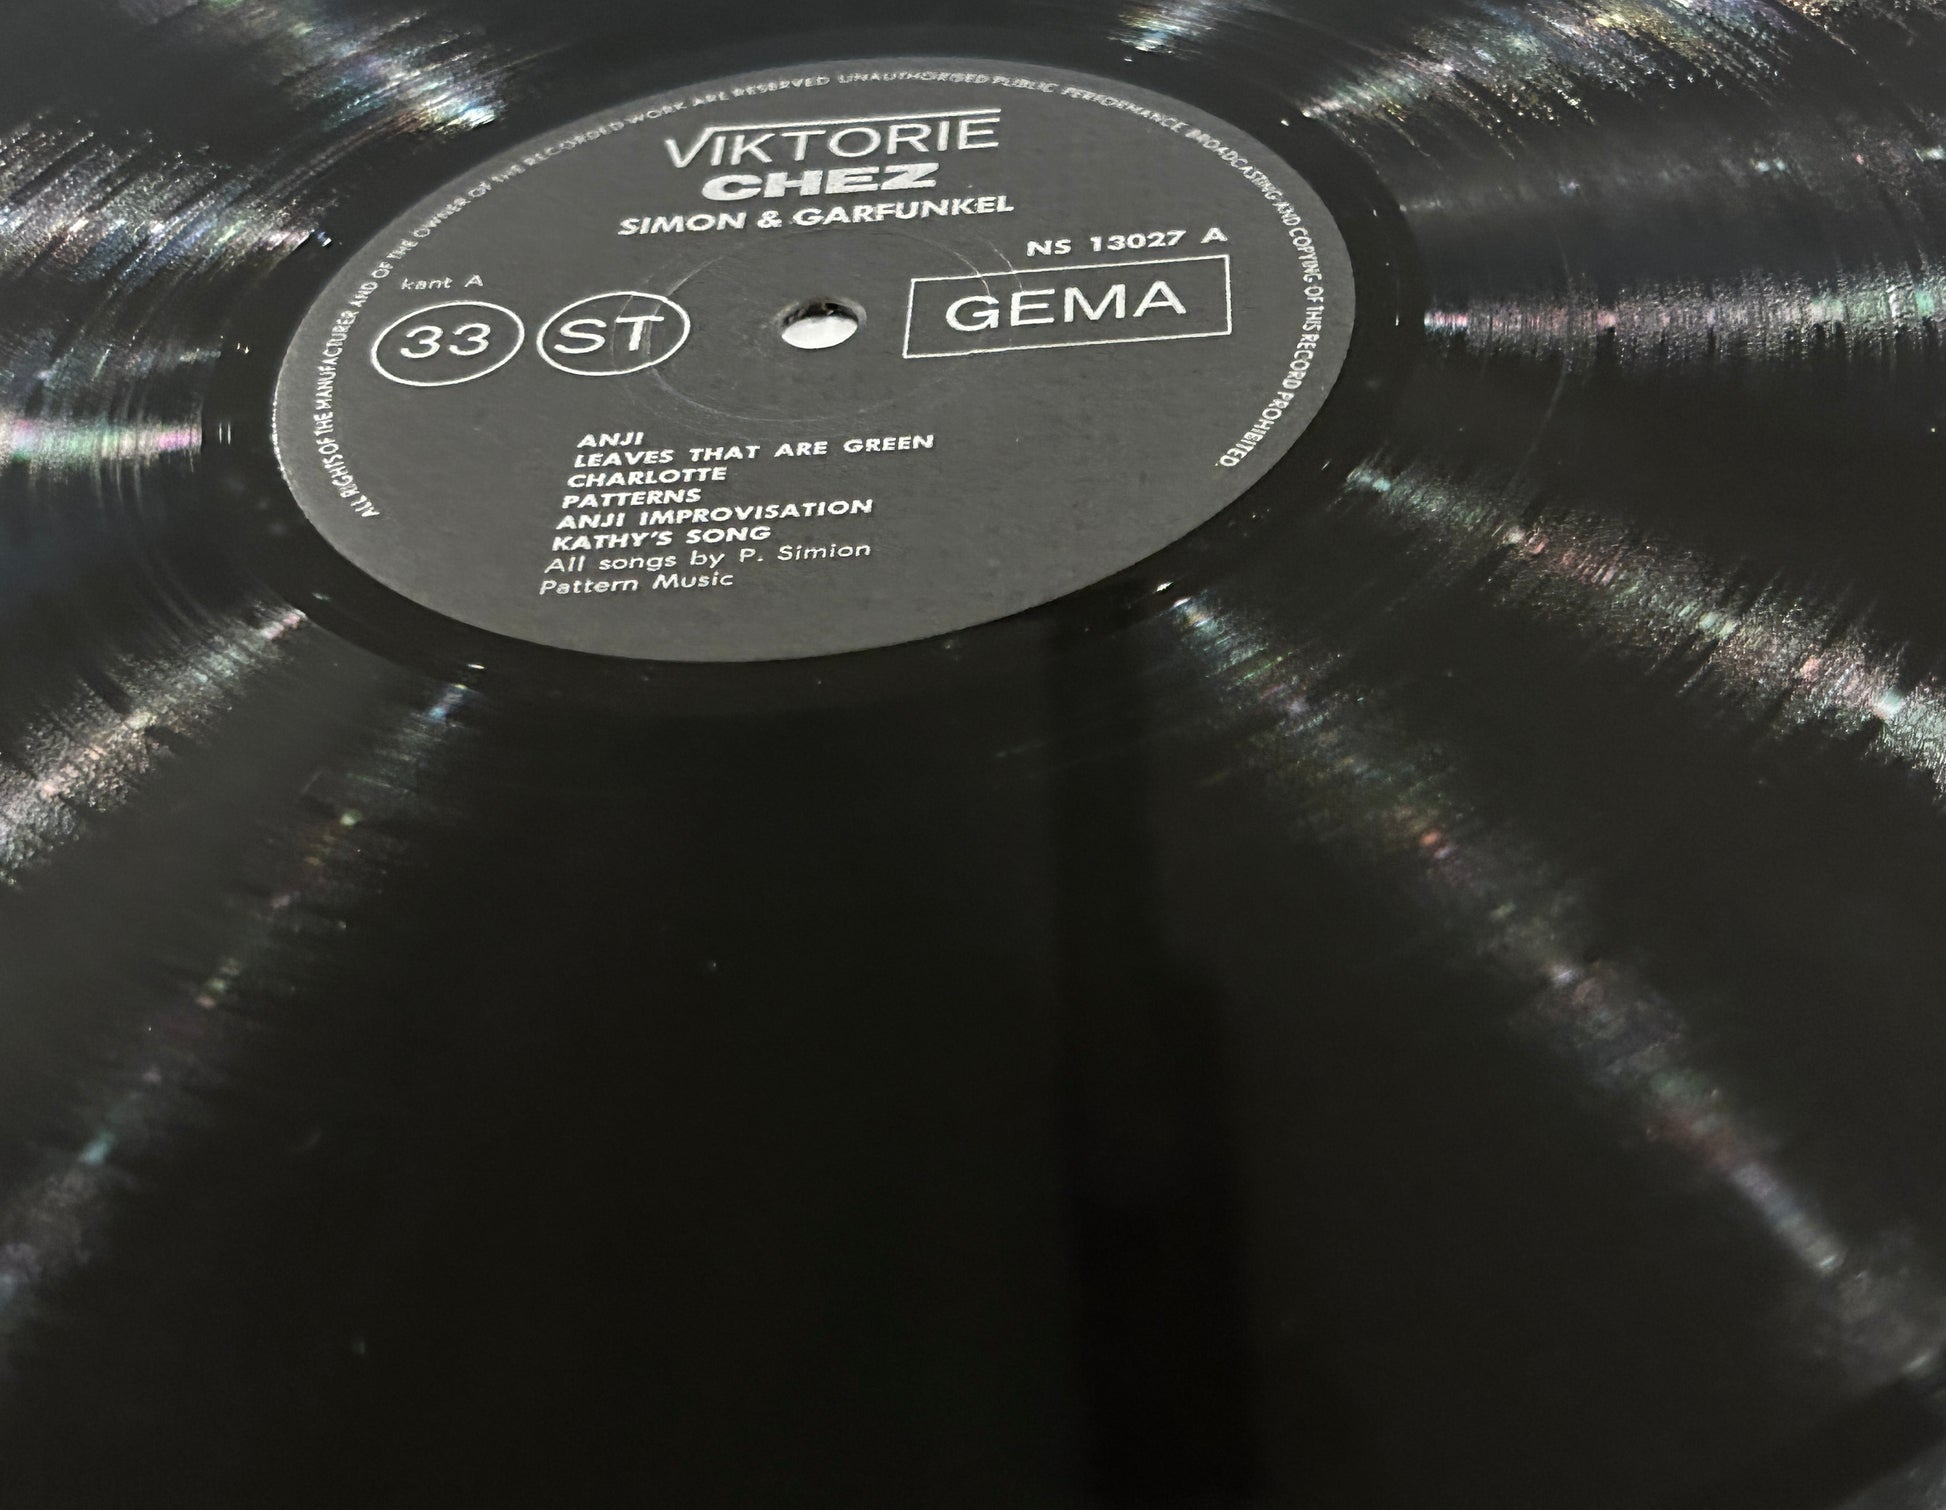 ALL RIGHTS OF THE MANUFACTURER AND OF THE OWNER OF THE RECORDED WORK ARE RESERVED UNAUTHORISED PUBLIC PERFORMANCE BROADCASTING AND COPYING OF THIS RECORD PROHIBITED.
VIKTORIE
CHEZ
SIMON & GARFUNKEL
NS 13027 A
kant A
33 ST GEMA
ANJI
LEAVES THAT ARE GREEN
CHARLOTTE
PATTERNS
ANJI IMPROVISATION
KATHY'S SONG
All songs by P. Simion
Pattern Music